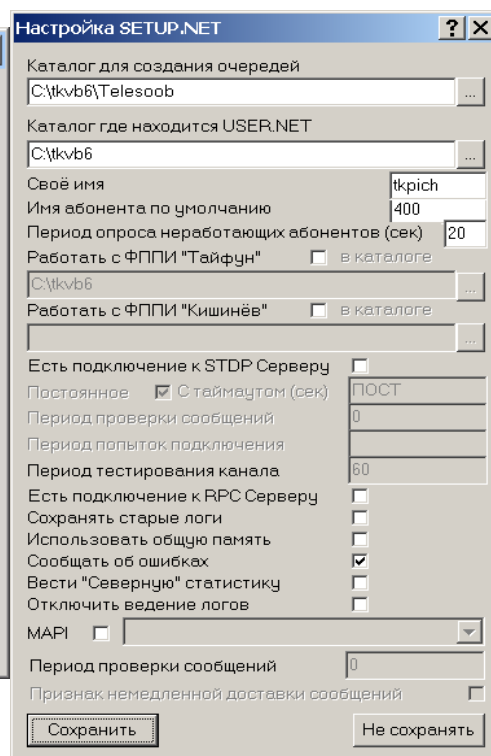 Настройка SETUP.NET ? X
Каталог для создания очередей
C:\tkvb6\Telesoob ...
Каталог где находится USER.NET
C:\tkvb6 ...
Своё имя tkpich
Имя абонента по умолчанию 400
Период опроса неработающих абонентов (сек) 20
Работать с ФППИ "Тайфун" в каталоге
C:\tkvb6 ...
Работать с ФППИ "Кишинёв" в каталоге
...
Есть подключение к STDP Серверу
Постоянное С таймаутом (сек) ПОСТ
Период проверки сообщений 0
Период попыток подключения
Период тестирования канала 60
Есть подключение к RPC Серверу
Сохранять старые логи
Использовать общую память
Сообщать об ошибках
Вести "Северную" статистику
Отключить ведение логов
MAPI
Период проверки сообщений 0
Признак немедленной доставки сообщений
Сохранить Не сохранять